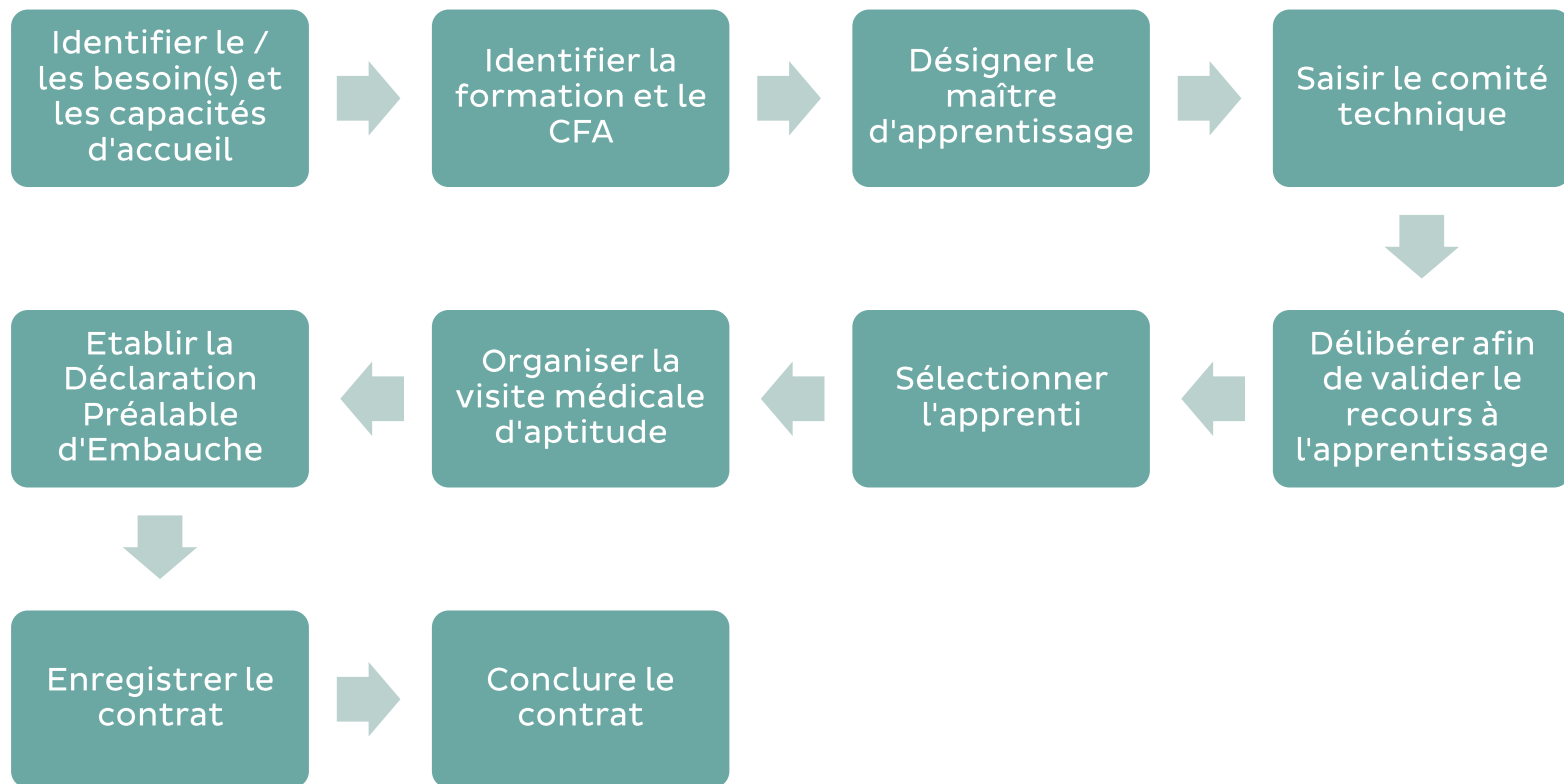 Identifier le /
les besoin(s) et
les capacités
d'accueil
Identifier la
formation et le
CFA
Désigner le
maître
d'apprentissage
Saisir le comité
technique
Délibérer afin
de valider le
recours à
l'apprentissage
Sélectionner
l'apprenti
Organiser la
visite médicale
d'aptitude
Etablir la
Déclaration
Préalable
d'Embauche
Enregistrer le
contrat
Conclure le
contrat